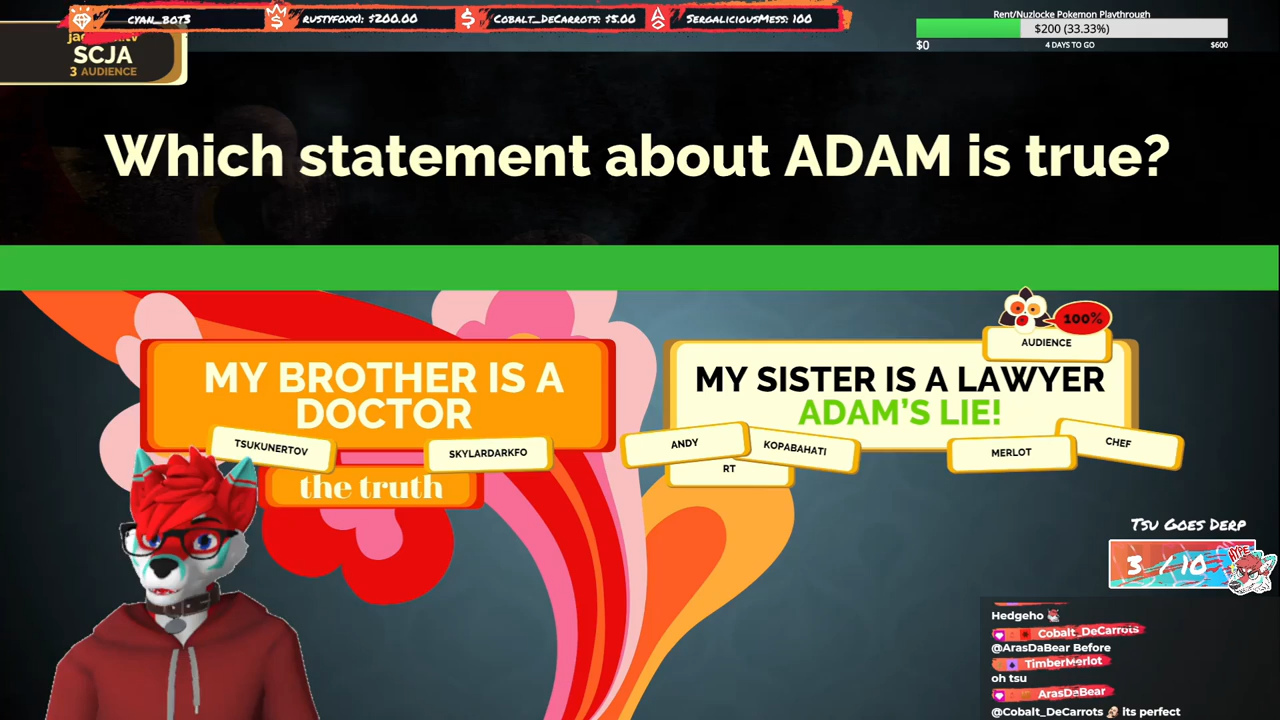 CYAN_BOT3
RUSTYFOXXI: $200.00
COBALT_DECARROTS: $5.00
SERGALICIOUSMESS: 100
Rent/Nuzlocke Pokemon Playthrough
$200 (33.33%)
$0
4 DAYS TO GO
$600
SCJA
3 AUDIENCE
Which statement about ADAM is true?
100%
AUDIENCE
MY BROTHER IS A
DOCTOR
MY SISTER IS A LAWYER
ADAM'S LIE!
TSUKUNERTOV
SKYLARDARKFO
ANDY
KOPABAHATI
RT
MERLOT
CHEF
the truth
TSU GOES DERP
3 / 10
HYPE
Hedgeho
Cobalt_DeCarrots
@ArasDaBear Before
TimberMerlot
oh tsu
ArasDaBear
@Cobalt_DeCarrots its perfect